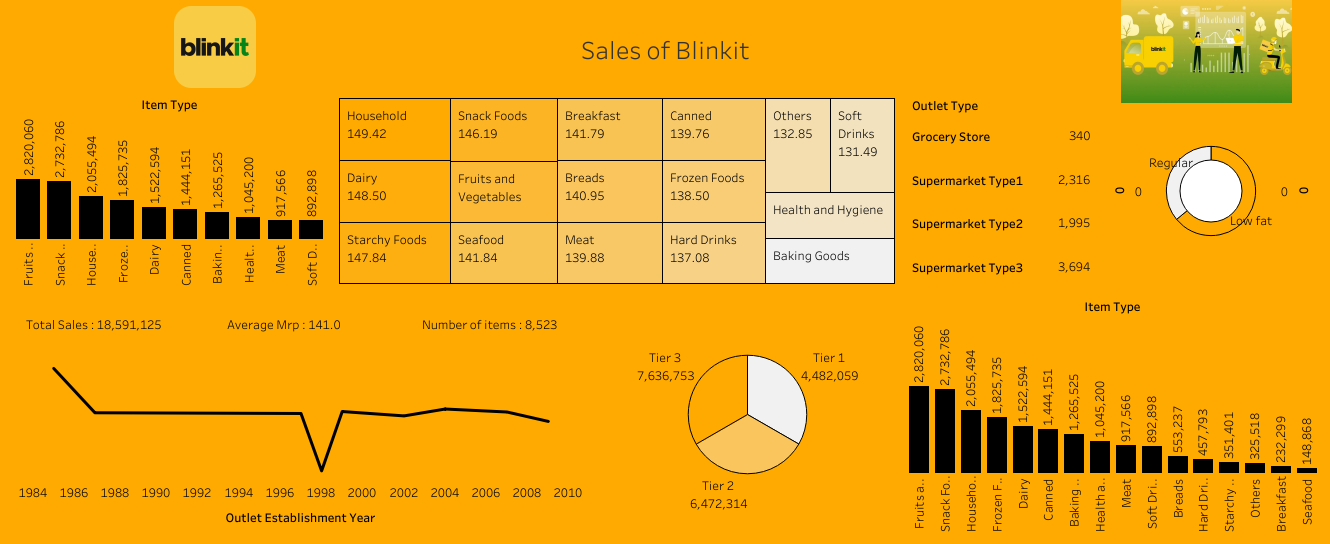 blinkit
Sales of Blinkit
blinkit
Item Type
2,820,060
2,732,786
2,055,494
1,825,735
1,522,594
1,444,151
1,265,525
1,045,200
917,566
892,898
Fruits ..
Snack ..
House..
Froze..
Dairy
Canned
Bakin..
Healt..
Meat
Soft D..
Household
149.42
Dairy
148.50
Starchy Foods
147.84
Snack Foods
146.19
Fruits and
Vegetables
Seafood
141.84
Breakfast
141.79
Breads
140.95
Meat
139.88
Canned
139.76
Frozen Foods
138.50
Hard Drinks
137.08
Others
132.85
Soft
Drinks
131.49
Health and Hygiene
Baking Goods
Outlet Type
Grocery Store 340
Supermarket Type1 2,316
Supermarket Type2 1,995
Supermarket Type3 3,694
Regular
0 0 0 0
Low fat
Total Sales : 18,591,125 Average Mrp : 141.0 Number of items : 8,523
1984 1986 1988 1990 1992 1994 1996 1998 2000 2002 2004 2006 2008 2010
Outlet Establishment Year
Tier 3
7,636,753
Tier 1
4,482,059
Tier 2
6,472,314
Item Type
2,820,060
2,732,786
2,055,494
1,825,735
1,522,594
1,444,151
1,265,525
1,045,200
917,566
892,898
553,237
457,793
351,401
325,518
232,299
148,868
Fruits a..
Snack Fo..
Househo..
Frozen F..
Dairy
Canned
Baking ..
Health a..
Meat
Soft Dri..
Breads
Hard Dri..
Starchy ..
Others
Breakfast
Seafood